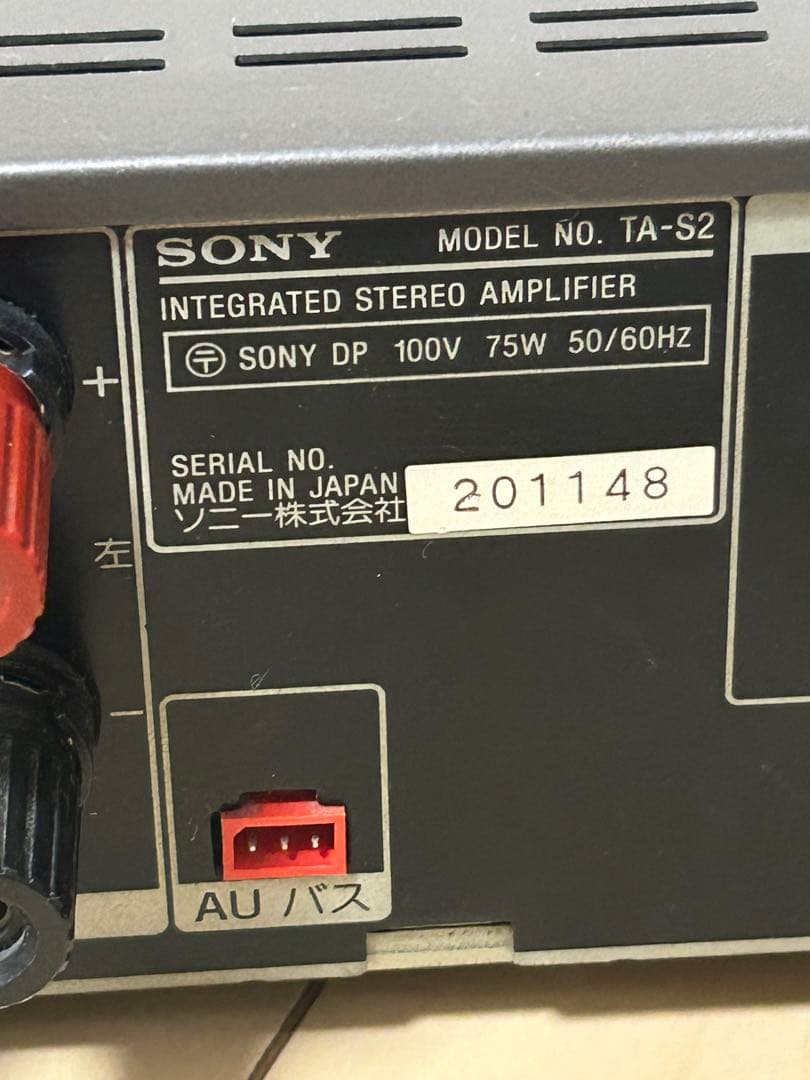 SONY MODEL NO. TA-S2
INTEGRATED STEREO AMPLIFIER
〶 SONY DP 100V 75W 50/60Hz
SERIAL NO.
MADE IN JAPAN 201148
ソニー株式会社
+
左
−
AU バス